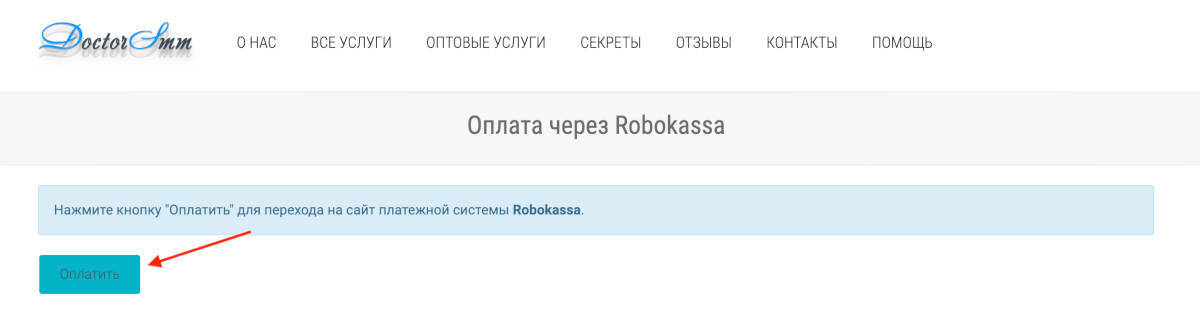 DoctorSmm
О НАС ВСЕ УСЛУГИ ОПТОВЫЕ УСЛУГИ СЕКРЕТЫ ОТЗЫВЫ КОНТАКТЫ ПОМОЩЬ
Оплата через Robokassa
Нажмите кнопку "Оплатить" для перехода на сайт платежной системы Robokassa.
Оплатить